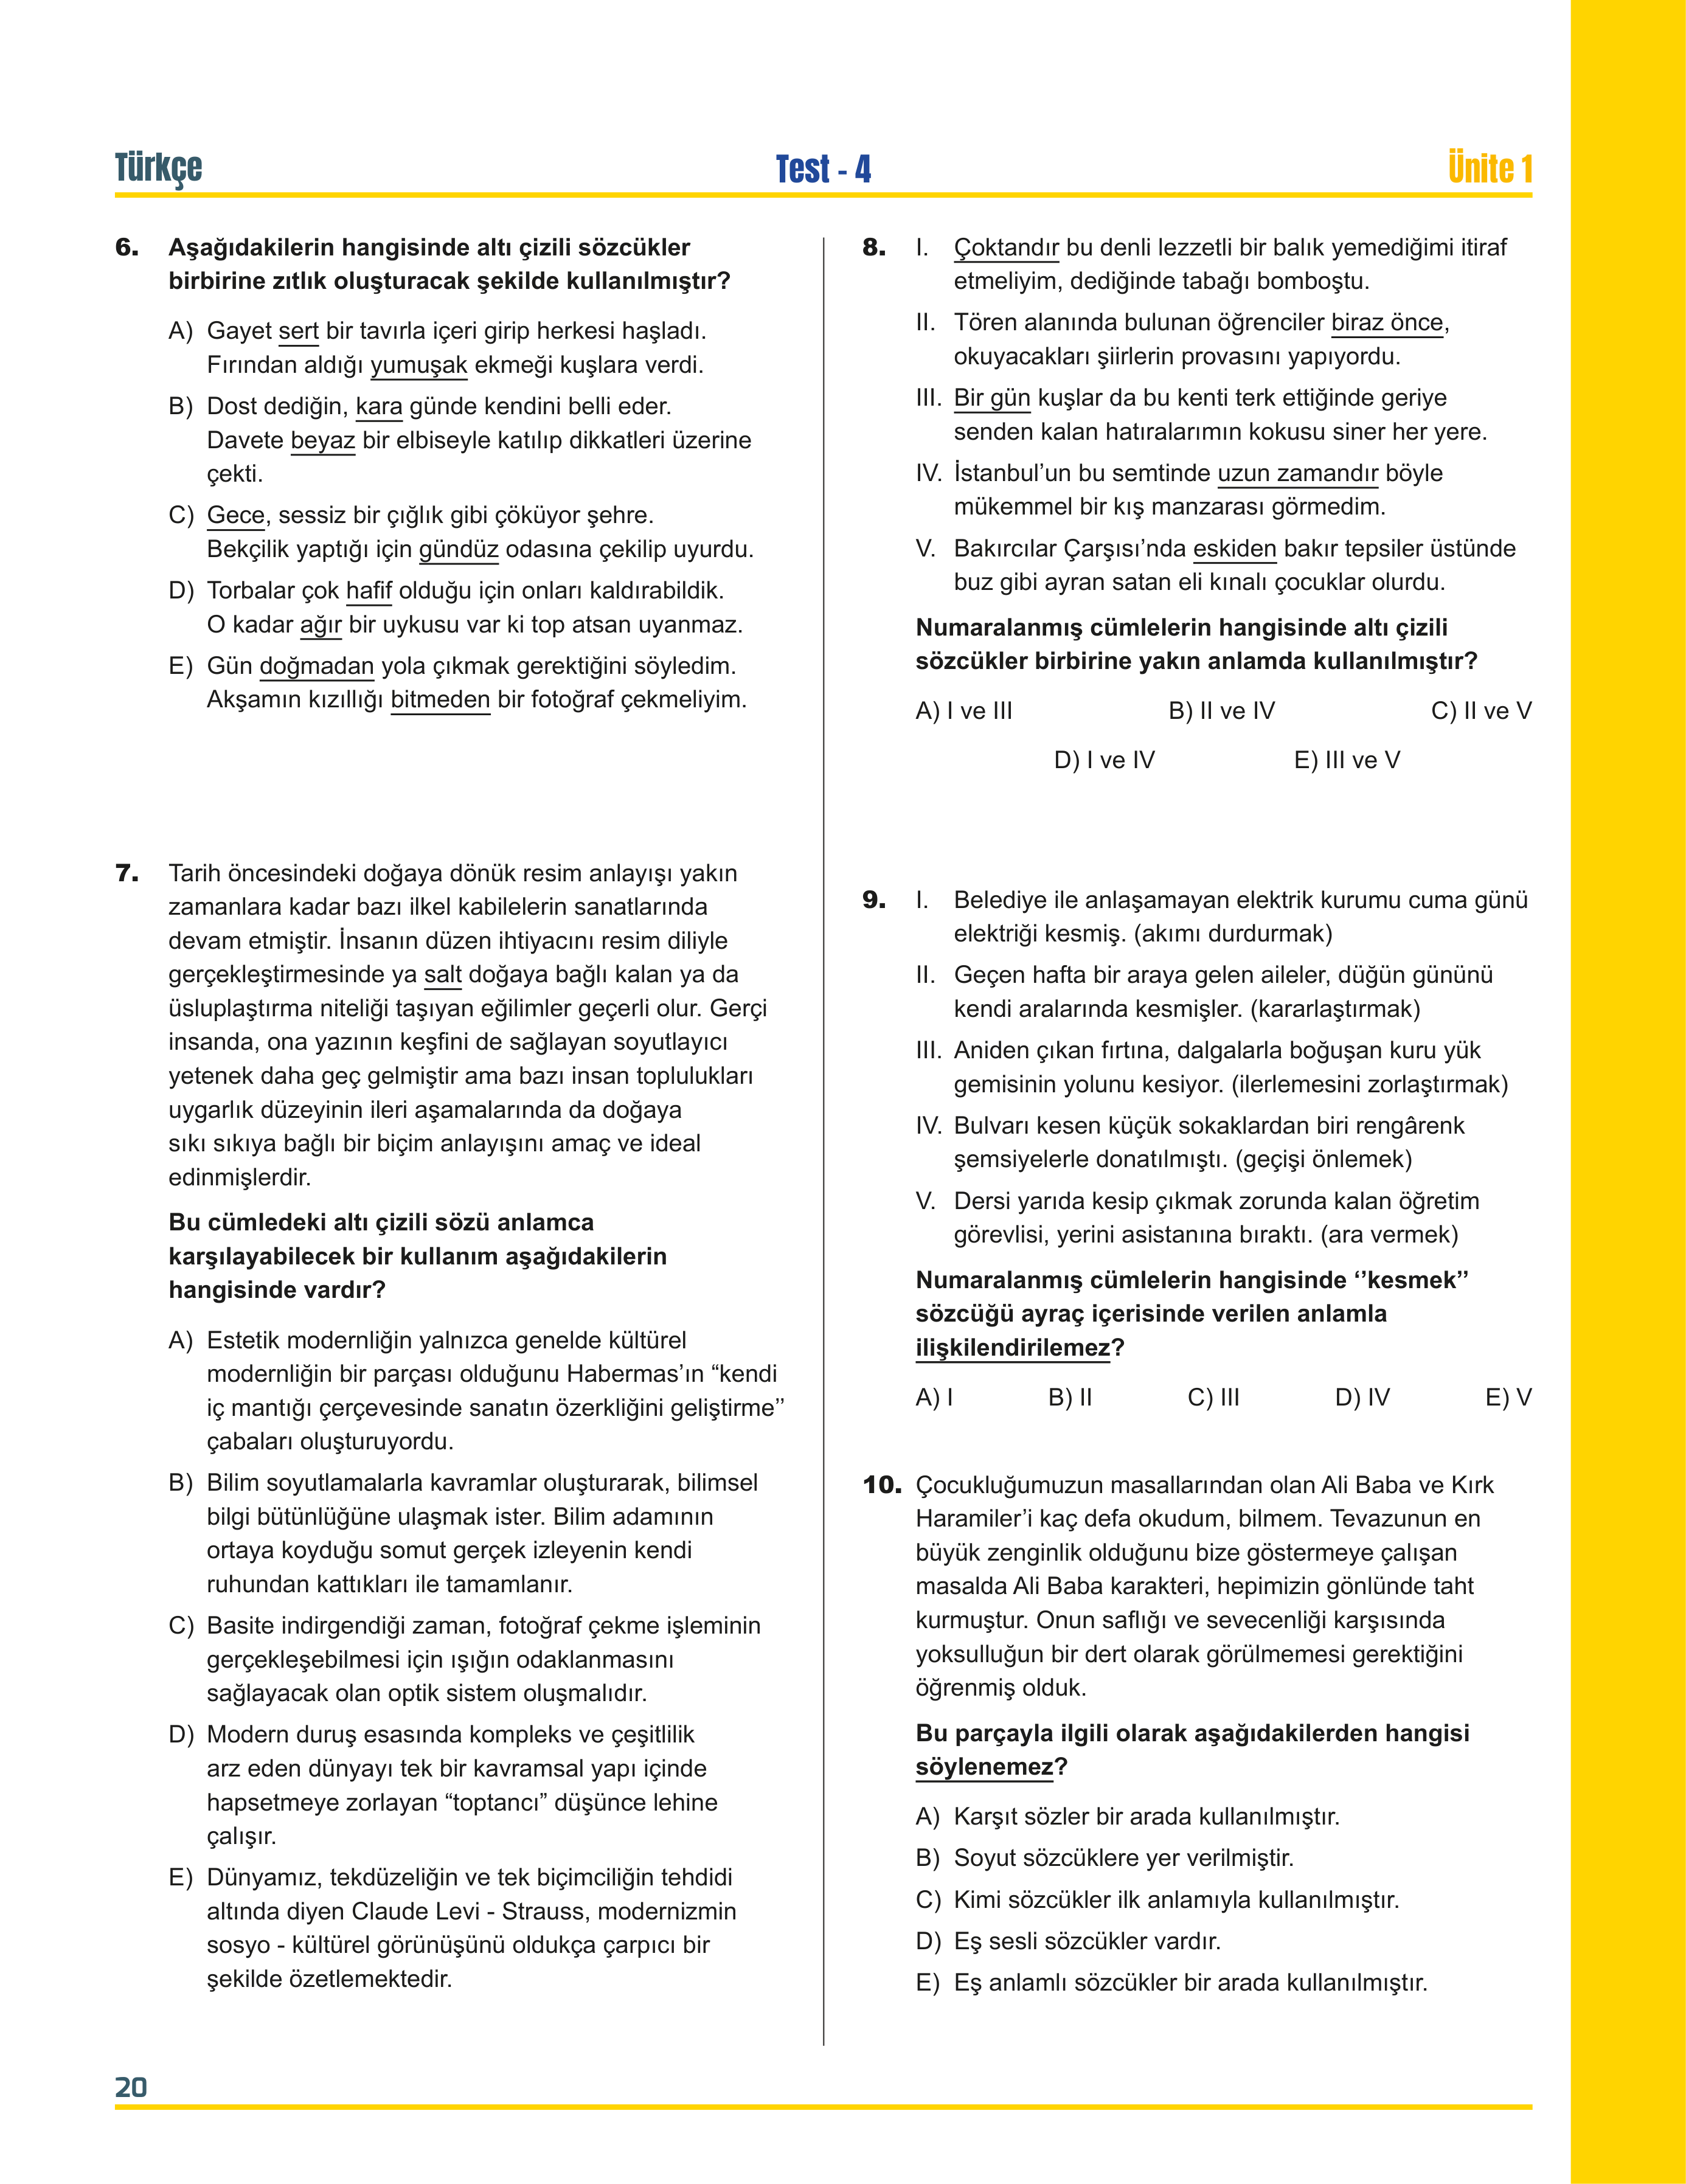 Türkçe
Test - 4
Ünite 1
6. Aşağıdakilerin hangisinde altı çizili sözcükler
birbirine zıtlık oluşturacak şekilde kullanılmıştır?
A) Gayet sert bir tavırla içeri girip herkesi haşladı.
Fırından aldığı yumuşak ekmeği kuşlara verdi.
B) Dost dediğin, kara günde kendini belli eder.
Davete beyaz bir elbiseyle katılıp dikkatleri üzerine
çekti.
C) Gece, sessiz bir çığlık gibi çöküyor şehre.
Bekçilik yaptığı için gündüz odasına çekilip uyurdu.
D) Torbalar çok hafif olduğu için onları kaldırabildik.
O kadar ağır bir uykusu var ki top atsan uyanmaz.
E) Gün doğmadan yola çıkmak gerektiğini söyledim.
Akşamın kızıllığı bitmeden bir fotoğraf çekmeliyim.
7. Tarih öncesindeki doğaya dönük resim anlayışı yakın
zamanlara kadar bazı ilkel kabilelerin sanatlarında
devam etmiştir. İnsanın düzen ihtiyacını resim diliyle
gerçekleştirmesinde ya salt doğaya bağlı kalan ya da
üsluplaştırma niteliği taşıyan eğilimler geçerli olur. Gerçi
insanda, ona yazının keşfini de sağlayan soyutlayıcı
yetenek daha geç gelmiştir ama bazı insan toplulukları
uygarlık düzeyinin ileri aşamalarında da doğaya
sıkı sıkıya bağlı bir biçim anlayışını amaç ve ideal
edinmişlerdir.
Bu cümledeki altı çizili sözü anlamca
karşılayabilecek bir kullanım aşağıdakilerin
hangisinde vardır?
A) Estetik modernliğin yalnızca genelde kültürel
modernliğin bir parçası olduğunu Habermas’ın “kendi
iç mantığı çerçevesinde sanatın özerkliğini geliştirme’’
çabaları oluşturuyordu.
B) Bilim soyutlamalarla kavramlar oluşturarak, bilimsel
bilgi bütünlüğüne ulaşmak ister. Bilim adamının
ortaya koyduğu somut gerçek izleyenin kendi
ruhundan kattıkları ile tamamlanır.
C) Basite indirgendiği zaman, fotoğraf çekme işleminin
gerçekleşebilmesi için ışığın odaklanmasını
sağlayacak olan optik sistem oluşmalıdır.
D) Modern duruş esasında kompleks ve çeşitlilik
arz eden dünyayı tek bir kavramsal yapı içinde
hapsetmeye zorlayan “toptancı” düşünce lehine
çalışır.
E) Dünyamız, tekdüzeliğin ve tek biçimciliğin tehdidi
altında diyen Claude Levi - Strauss, modernizmin
sosyo - kültürel görünüşünü oldukça çarpıcı bir
şekilde özetlemektedir.
8. I. Çoktandır bu denli lezzetli bir balık yemediğimi itiraf
etmeliyim, dediğinde tabağı bomboştu.
II. Tören alanında bulunan öğrenciler biraz önce,
okuyacakları şiirlerin provasını yapıyordu.
III. Bir gün kuşlar da bu kenti terk ettiğinde geriye
senden kalan hatıralarımın kokusu siner her yere.
IV. İstanbul’un bu semtinde uzun zamandır böyle
mükemmel bir kış manzarası görmedim.
V. Bakırcılar Çarşısı’nda eskiden bakır tepsiler üstünde
buz gibi ayran satan eli kınalı çocuklar olurdu.
Numaralanmış cümlelerin hangisinde altı çizili
sözcükler birbirine yakın anlamda kullanılmıştır?
A) I ve III B) II ve IV C) II ve V
D) I ve IV E) III ve V
9. I. Belediye ile anlaşamayan elektrik kurumu cuma günü
elektriği kesmiş. (akımı durdurmak)
II. Geçen hafta bir araya gelen aileler, düğün gününü
kendi aralarında kesmişler. (kararlaştırmak)
III. Aniden çıkan fırtına, dalgalarla boğuşan kuru yük
gemisinin yolunu kesiyor. (ilerlemesini zorlaştırmak)
IV. Bulvarı kesen küçük sokaklardan biri rengârenk
şemsiyelerle donatılmıştı. (geçişi önlemek)
V. Dersi yarıda kesip çıkmak zorunda kalan öğretim
görevlisi, yerini asistanına bıraktı. (ara vermek)
Numaralanmış cümlelerin hangisinde ‘’kesmek’’
sözcüğü ayraç içerisinde verilen anlamla
ilişkilendirilemez?
A) I B) II C) III D) IV E) V
10. Çocukluğumuzun masallarından olan Ali Baba ve Kırk
Haramiler’i kaç defa okudum, bilmem. Tevazunun en
büyük zenginlik olduğunu bize göstermeye çalışan
masalda Ali Baba karakteri, hepimizin gönlünde taht
kurmuştur. Onun saflığı ve sevecenliği karşısında
yoksulluğun bir dert olarak görülmemesi gerektiğini
öğrenmiş olduk.
Bu parçayla ilgili olarak aşağıdakilerden hangisi
söylenemez?
A) Karşıt sözler bir arada kullanılmıştır.
B) Soyut sözcüklere yer verilmiştir.
C) Kimi sözcükler ilk anlamıyla kullanılmıştır.
D) Eş sesli sözcükler vardır.
E) Eş anlamlı sözcükler bir arada kullanılmıştır.
20